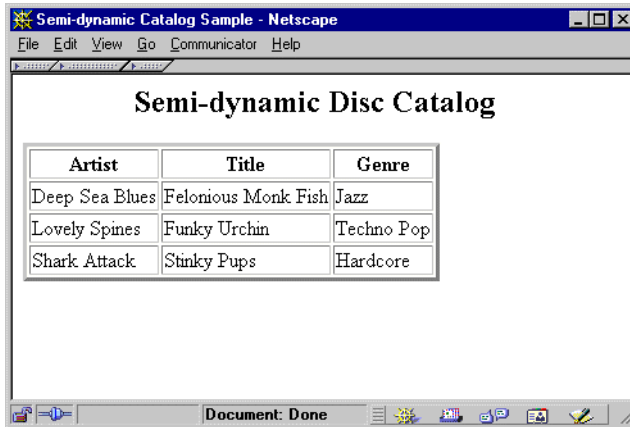 Semi-dynamic Catalog Sample - Netscape
File Edit View Go Communicator Help
Semi-dynamic Disc Catalog
Artist Title Genre
Deep Sea Blues Felonious Monk Fish Jazz
Lovely Spines Funky Urchin Techno Pop
Shark Attack Stinky Pups Hardcore
Document: Done